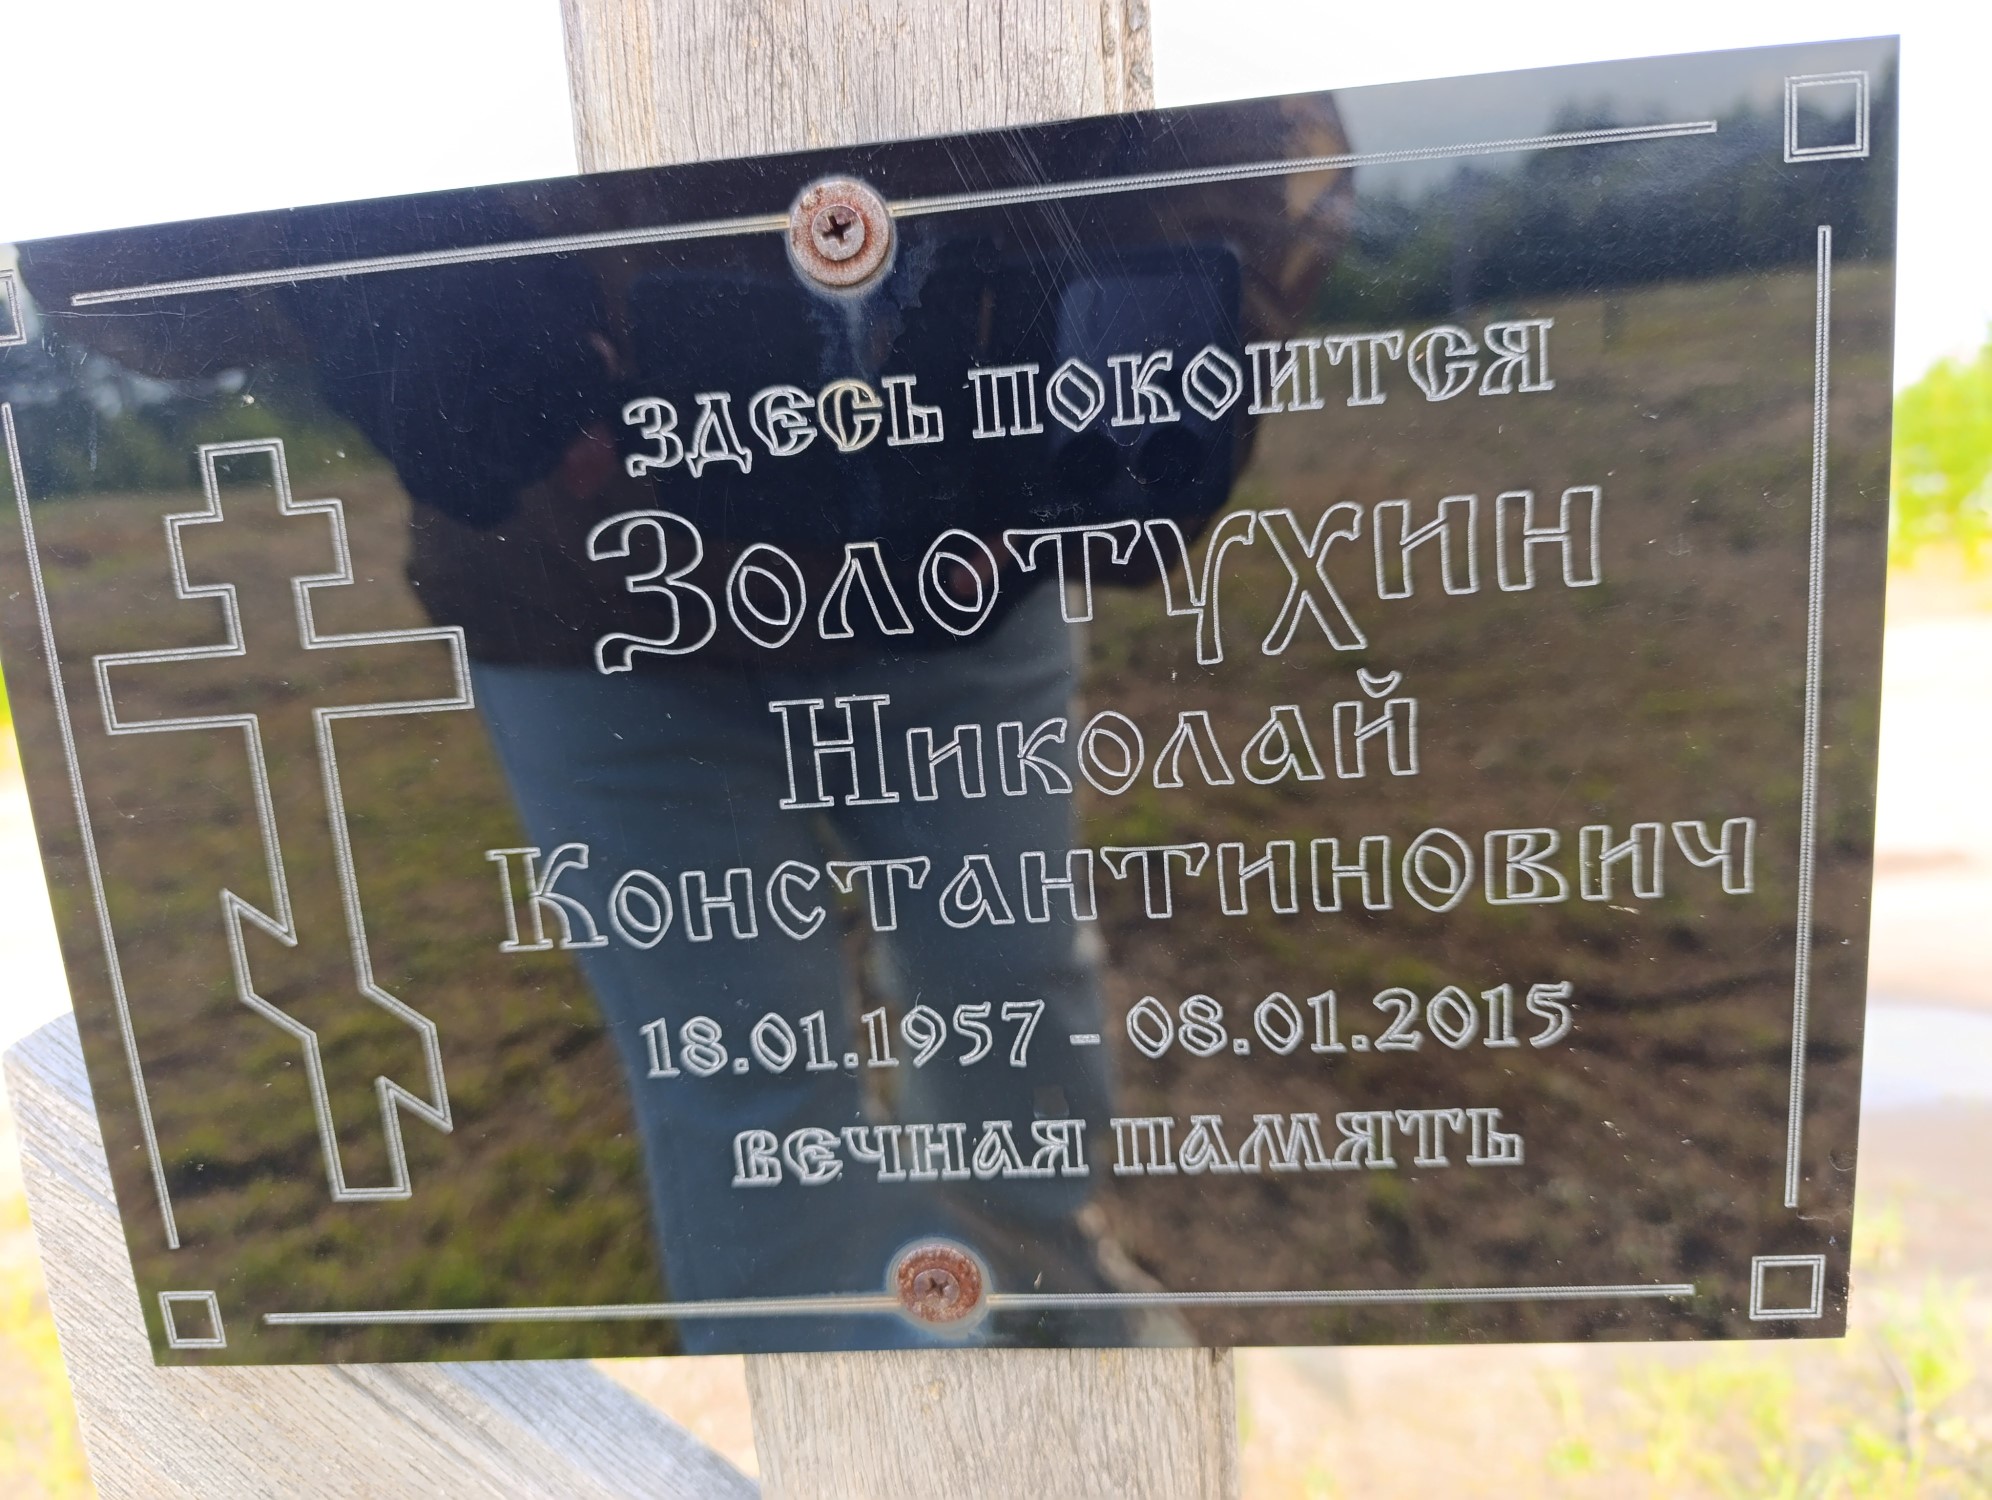 здесь покоится
Золотухин
Николай
Константинович
18.01.1957 - 08.01.2015
вечная память